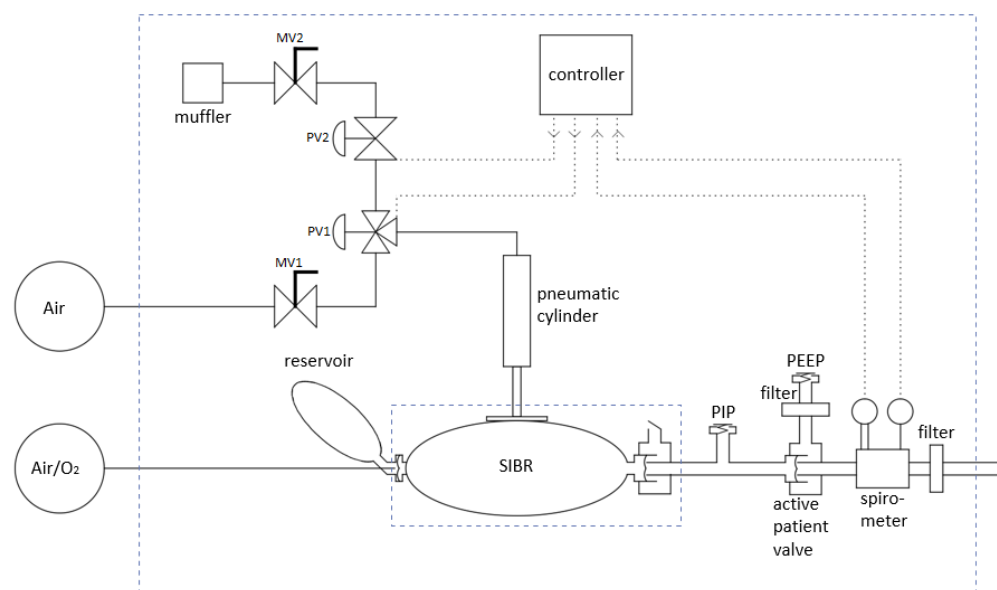 MV2
controller
muffler
PV2
PV1
MV1
Air
pneumatic
cylinder
reservoir
PEEP
filter
PIP
filter
Air/O₂
SIBR
active
patient
valve
spiro-
meter